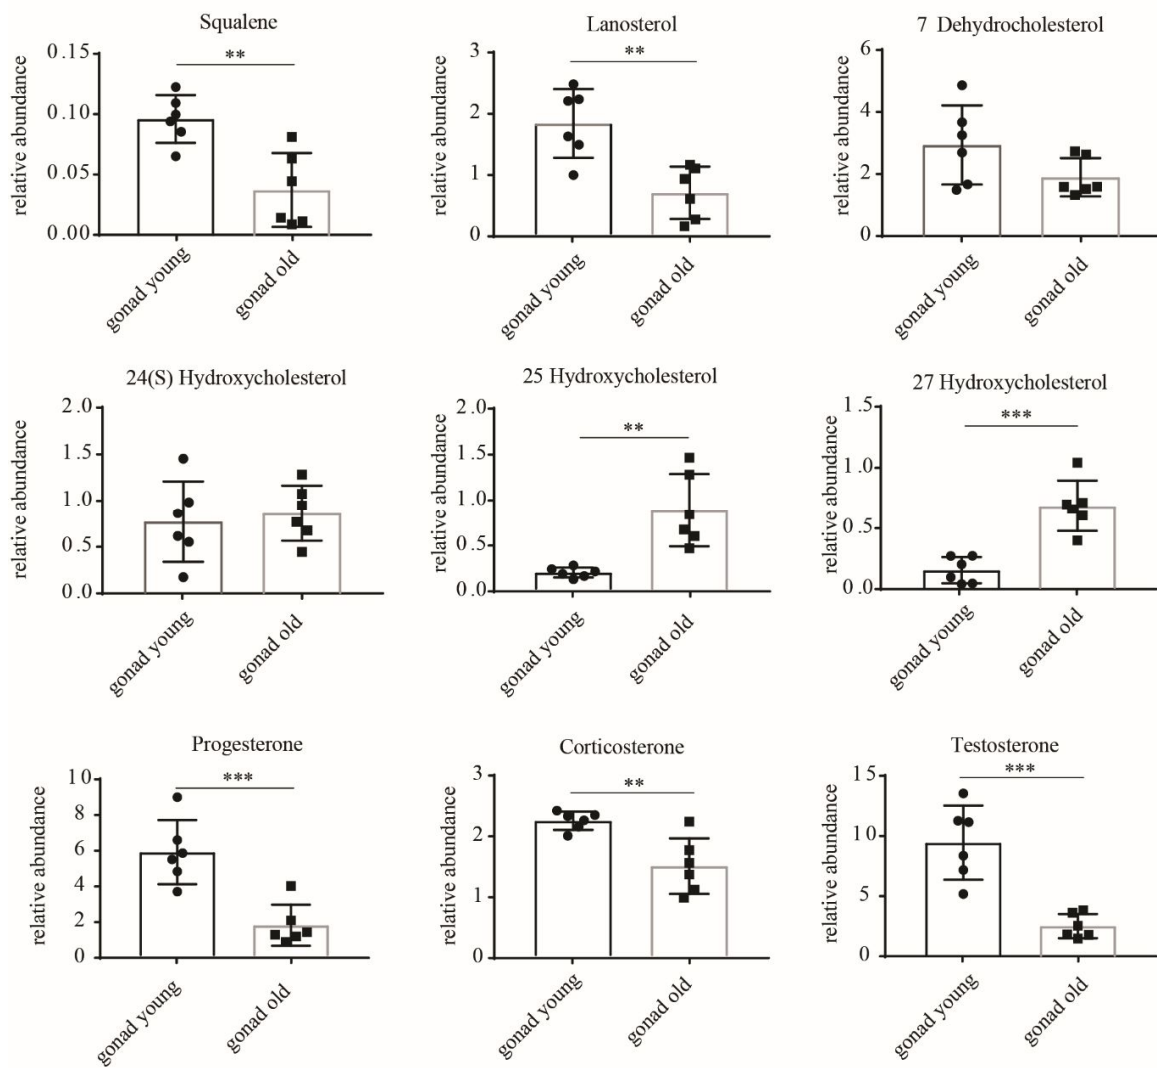 Squalene
relative abundance
0.15
0.10
0.05
0.00
**
gonad young
gonad old
Lanosterol
relative abundance
3
2
1
0
**
gonad young
gonad old
7 Dehydrocholesterol
relative abundance
6
4
2
0
gonad young
gonad old
24(S) Hydroxycholesterol
relative abundance
2.0
1.5
1.0
0.5
0.0
gonad young
gonad old
25 Hydroxycholesterol
relative abundance
2.0
1.5
1.0
0.5
0.0
**
gonad young
gonad old
27 Hydroxycholesterol
relative abundance
1.5
1.0
0.5
0.0
***
gonad young
gonad old
Progesterone
relative abundance
10
8
6
4
2
0
***
gonad young
gonad old
Corticosterone
relative abundance
3
2
1
0
**
gonad young
gonad old
Testosterone
relative abundance
15
10
5
0
***
gonad young
gonad old